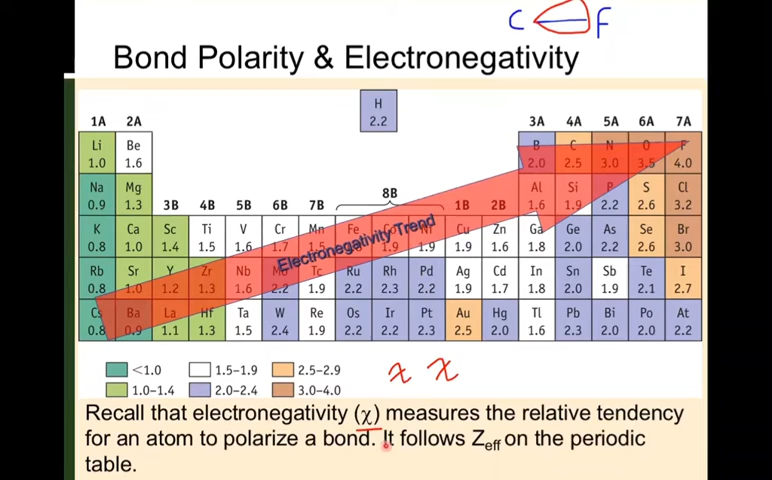 C F
Bond Polarity & Electronegativity
H
2.2
1A 2A 3A 4A 5A 6A 7A
Li Be B C N O F
1.0 1.6 2.0 2.5 3.0 3.5 4.0
Na Mg Al Si P S Cl
0.9 1.3 3B 4B 5B 6B 7B 8B 1B 2B 1.6 1.9 2.2 2.6 3.2
K Ca Sc Ti V Cr Mn Fe Co Ni Cu Zn Ga Ge As Se Br
0.8 1.0 1.4 1.5 1.6 1.7 1.5 1.9 1.9 1.9 1.6 1.8 2.0 2.2 2.6 3.0
Electronegativity Trend
Rb Sr Y Zr Nb Mo Tc Ru Rh Pd Ag Cd In Sn Sb Te I
0.8 1.0 1.2 1.3 1.6 2.2 1.9 2.2 2.3 2.2 1.9 1.7 1.8 2.0 1.9 2.1 2.7
Cs Ba La Hf Ta W Re Os Ir Pt Au Hg Tl Pb Bi Po At
0.8 0.9 1.1 1.3 1.5 2.4 1.9 2.2 2.2 2.3 2.5 2.0 1.6 2.3 2.0 2.0 2.2
<1.0 1.5–1.9 2.5–2.9
1.0–1.4 2.0–2.4 3.0–4.0
χ χ
Recall that electronegativity (χ) measures the relative tendency
for an atom to polarize a bond. It follows Zeff on the periodic
table.